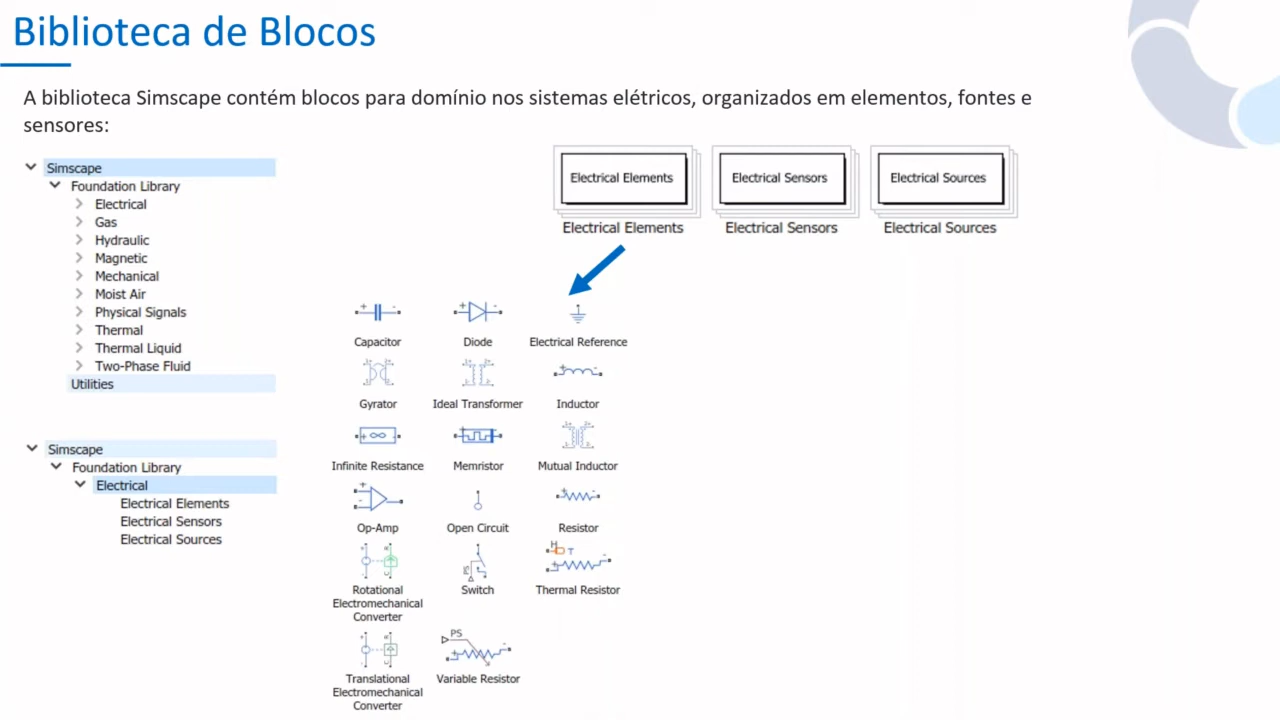 Biblioteca de Blocos
A biblioteca Simscape contém blocos para domínio nos sistemas elétricos, organizados em elementos, fontes e
sensores:
Simscape
Foundation Library
Electrical
Gas
Hydraulic
Magnetic
Mechanical
Moist Air
Physical Signals
Thermal
Thermal Liquid
Two-Phase Fluid
Utilities
Simscape
Foundation Library
Electrical
Electrical Elements
Electrical Sensors
Electrical Sources
Electrical Elements
Electrical Sensors
Electrical Sources
Electrical Elements
Electrical Sensors
Electrical Sources
Capacitor
Diode
Electrical Reference
Gyrator
Ideal Transformer
Inductor
Infinite Resistance
Memristor
Mutual Inductor
Op-Amp
Open Circuit
Resistor
Rotational
Electromechanical
Converter
Switch
H
T
Thermal Resistor
Translational
Electromechanical
Converter
PS
Variable Resistor